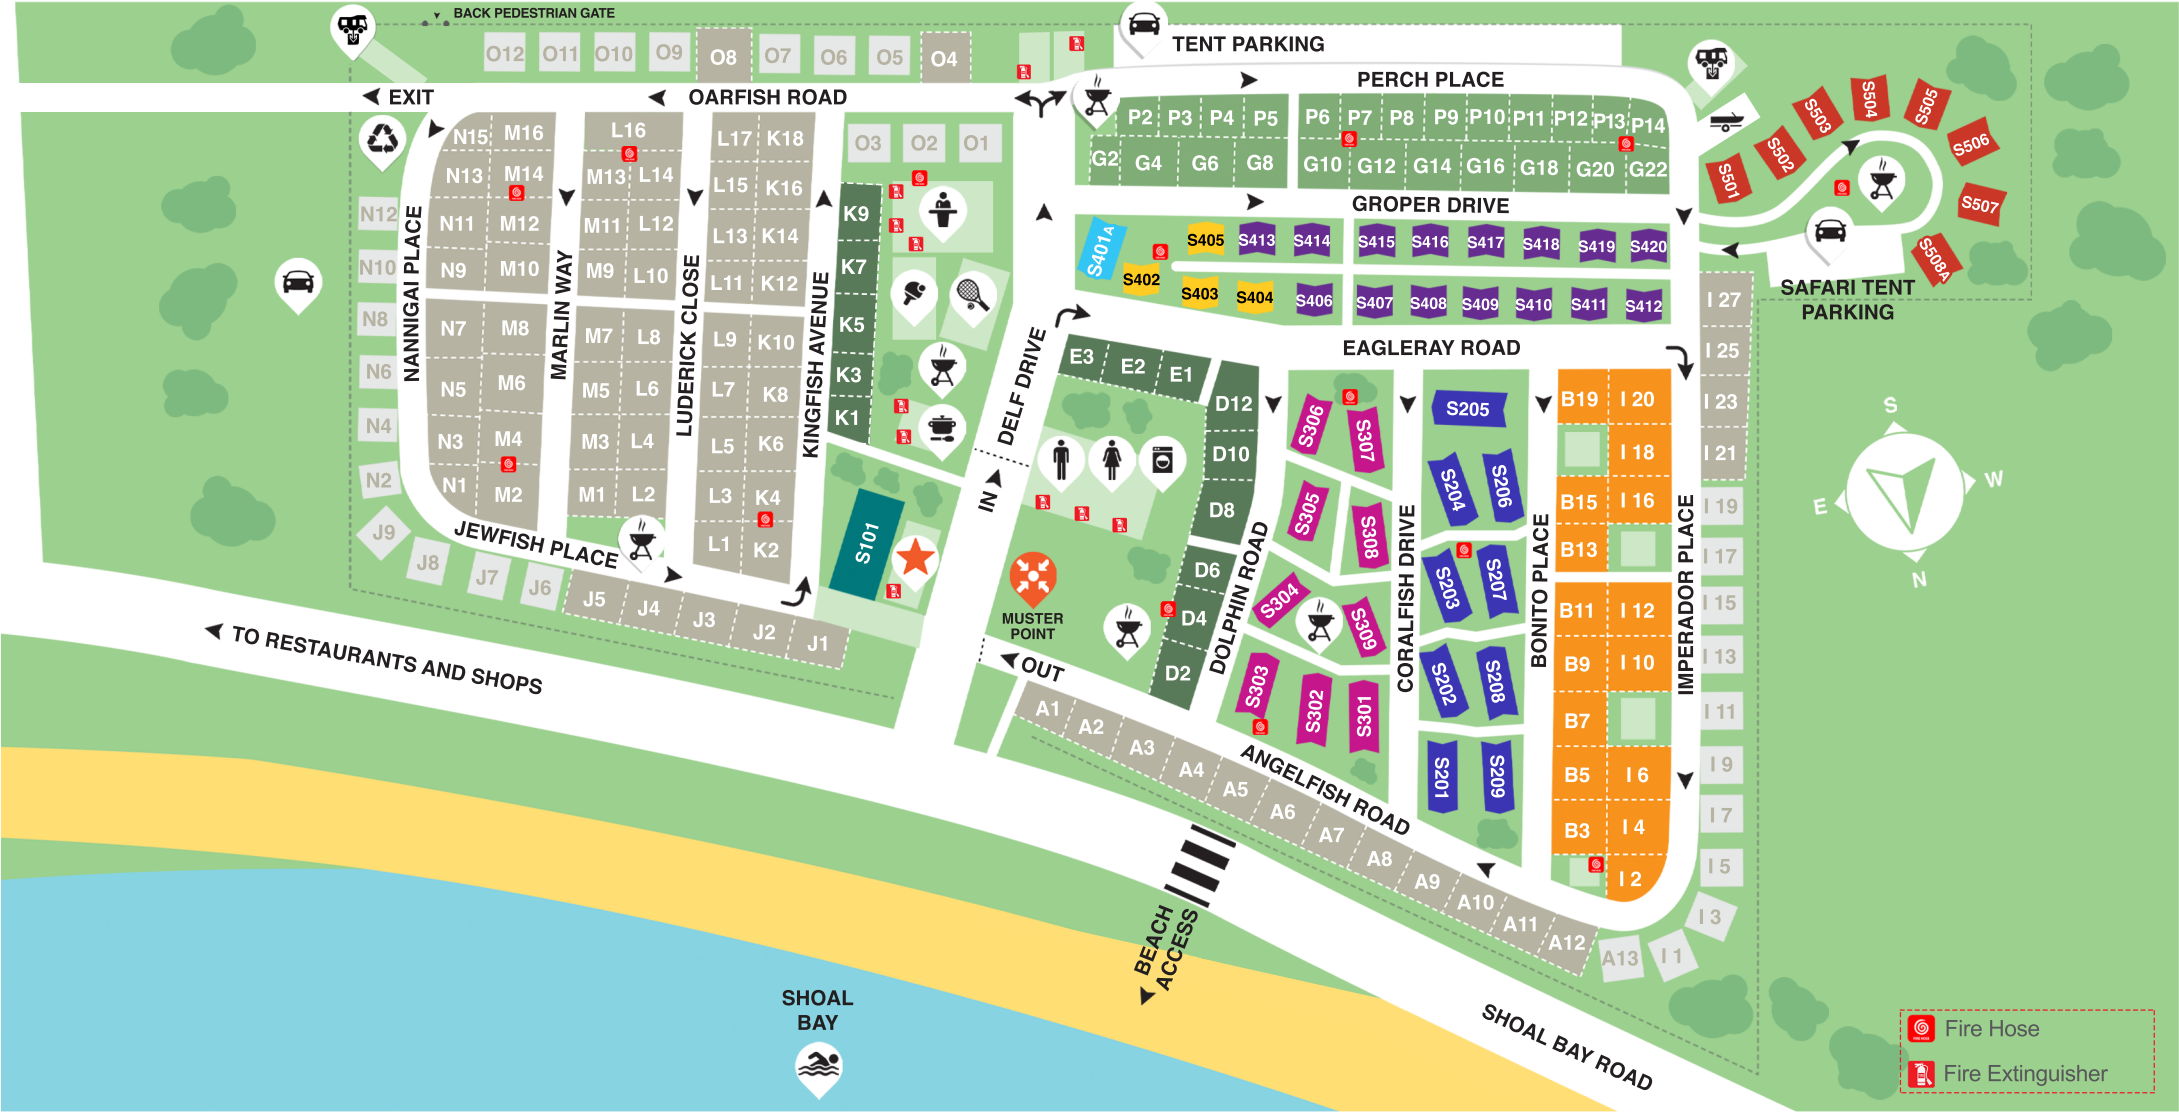 BACK PEDESTRIAN GATE
O12 O11 O10 O9 O8 O7 O6 O5 O4
TENT PARKING
EXIT
OARFISH ROAD
PERCH PLACE
P2 P3 P4 P5 P6 P7 P8 P9 P10 P11 P12 P13 P14
G2 G4 G6 G8 G10 G12 G14 G16 G18 G20 G22
GROPER DRIVE
S501 S502 S503 S504 S505 S506 S507 S508A
SAFARI TENT
PARKING
S401A S405 S413 S414 S415 S416 S417 S418 S419 S420
S402 S403 S404 S406 S407 S408 S409 S410 S411 S412
EAGLERAY ROAD
O3 O2 O1
N15 M16
N13 M14
N11 M12
N9 M10
N7 M8
N5 M6
N3 M4
N1 M2
L16
M13 L14
M11 L12
M9 L10
M7 L8
M5 L6
M3 L4
M1 L2
L17 K18
L15 K16
L13 K14
L11 K12
L9 K10
L7 K8
L5 K6
L3 K4
L1 K2
K9
K7
K5
K3
K1
N12
N10
N8
N6
N4
N2
NANNIGAI PLACE
MARLIN WAY
LUDERICK CLOSE
KINGFISH AVENUE
JEWFISH PLACE
J9 J8 J7 J6 J5 J4 J3 J2 J1
S101
DELF DRIVE
IN
OUT
MUSTER
POINT
E3 E2 E1
D12
D10
D8
D6
D4
D2
DOLPHIN ROAD
S306 S307
S305 S308
S304 S309
S303 S302 S301
CORALFISH DRIVE
S205
S204 S206
S203 S207
S202 S208
S201 S209
BONITO PLACE
B19 I 20
I 18
B15 I 16
B13
B11 I 12
B9 I 10
B7
B5 I 6
B3 I 4
I 2
IMPERADOR PLACE
I 27
I 25
I 23
I 21
I 19
I 17
I 15
I 13
I 11
I 9
I 7
I 5
I 3
I 1
A13
A1 A2 A3 A4 A5 A6 A7 A8 A9 A10 A11 A12
ANGELFISH ROAD
S
W
E
N
TO RESTAURANTS AND SHOPS
BEACH
ACCESS
SHOAL
BAY
SHOAL BAY ROAD
Fire Hose
Fire Extinguisher